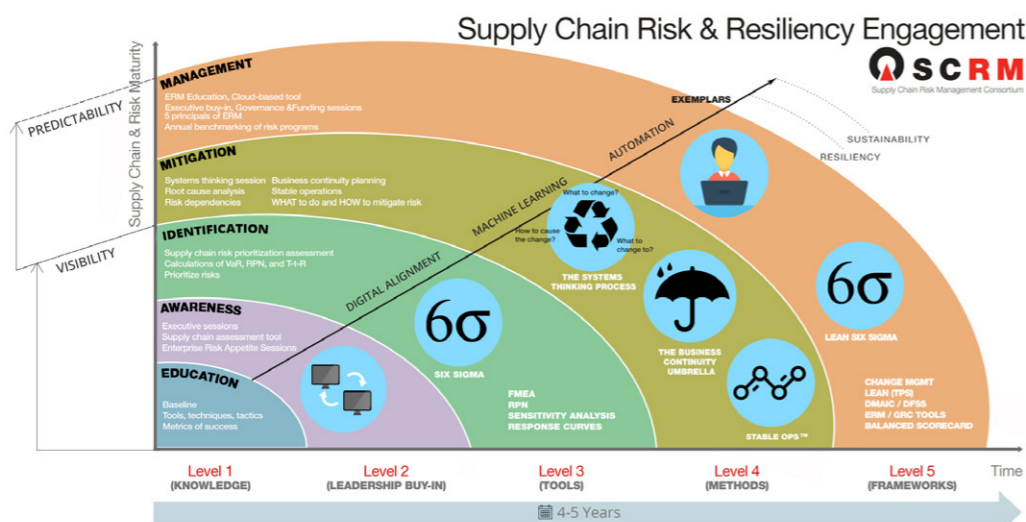 Supply Chain Risk & Resiliency Engagement
SCRM
Supply Chain Risk Management Consortium
Supply Chain & Risk Maturity
PREDICTABILITY
VISIBILITY
MANAGEMENT
ERM Education, Cloud-based tool
Executive buy-in, Governance &Funding sessions
5 principals of ERM
Annual benchmarking of risk programs
MITIGATION
Systems thinking session
Root cause analysis
Risk dependencies
Business continuity planning
Stable operations
WHAT to do and HOW to mitigate risk
IDENTIFICATION
Supply chain risk prioritization assessment
Calculations of VaR, RPN, and T-t-R
Prioritize risks
AWARENESS
Executive sessions
Supply chain assessment tool
Enterprise Risk Appetite Sessions
EDUCATION
Baseline
Tools, techniques, tactics
Metrics of success
DIGITAL ALIGNMENT
MACHINE LEARNING
AUTOMATION
EXEMPLARS
SUSTAINABILITY
RESILIENCY
6σ
SIX SIGMA
FMEA
RPN
SENSITIVITY ANALYSIS
RESPONSE CURVES
What to change?
How to cause
the change?
What to
change to?
THE SYSTEMS
THINKING PROCESS
THE BUSINESS
CONTINUITY
UMBRELLA
STABLE OPS™
6σ
LEAN SIX SIGMA
CHANGE MGMT
LEAN (TPS)
DMAIC / DFSS
ERM / GRC TOOLS
BALANCED SCORECARD
Level 1
(KNOWLEDGE)
Level 2
(LEADERSHIP BUY-IN)
Level 3
(TOOLS)
Level 4
(METHODS)
Level 5
(FRAMEWORKS)
Time
4-5 Years